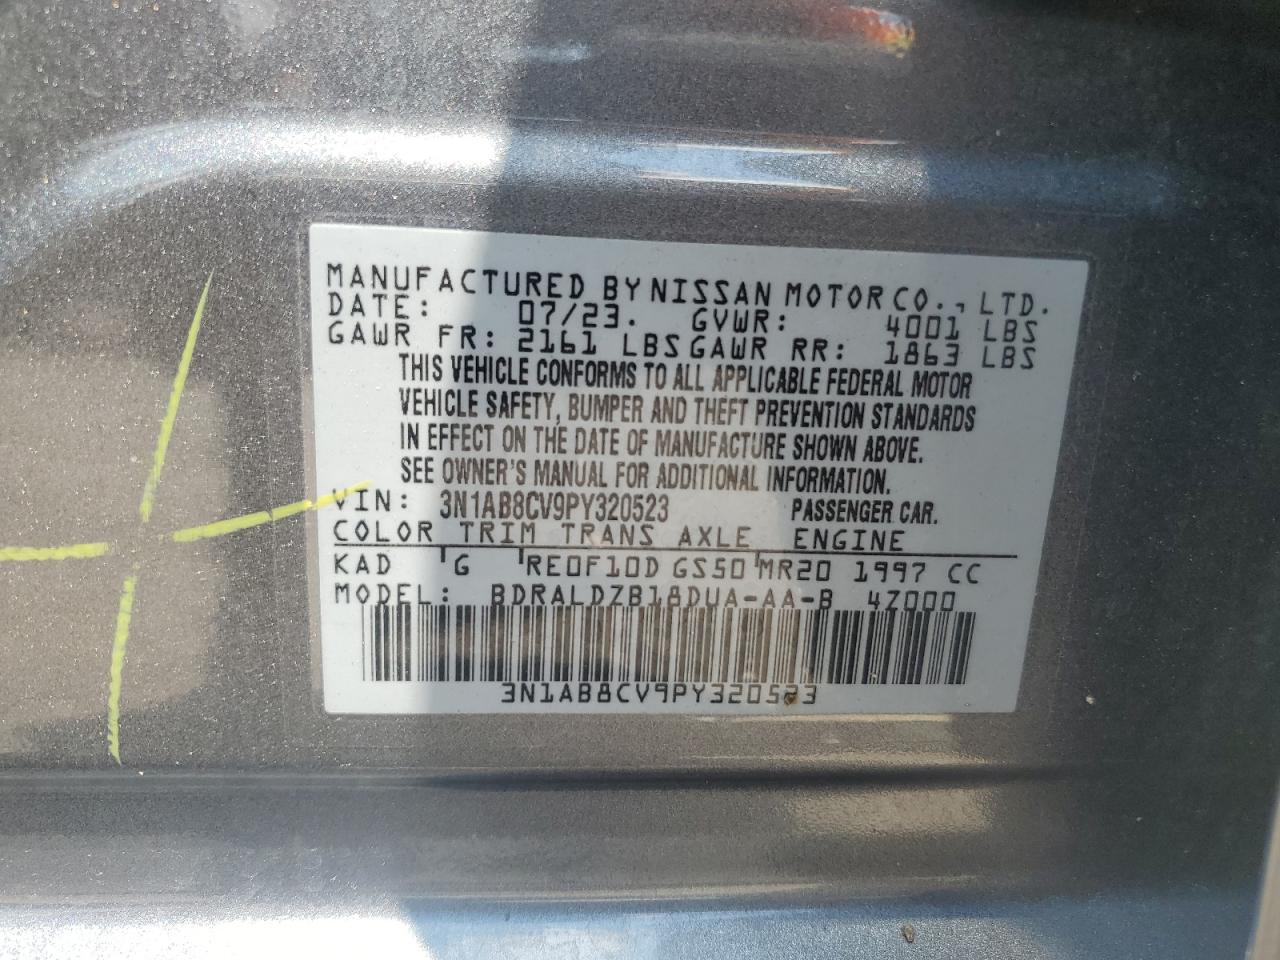 MANUFACTURED BY NISSAN MOTOR CO., LTD.
DATE: 07/23. GVWR: 4001 LBS
GAWR FR: 2161 LBS GAWR RR: 1863 LBS
THIS VEHICLE CONFORMS TO ALL APPLICABLE FEDERAL MOTOR
VEHICLE SAFETY, BUMPER AND THEFT PREVENTION STANDARDS
IN EFFECT ON THE DATE OF MANUFACTURE SHOWN ABOVE.
SEE OWNER'S MANUAL FOR ADDITIONAL INFORMATION.
VIN: 3N1AB8CV9PY320523 PASSENGER CAR.
COLOR TRIM TRANS AXLE ENGINE
KAD G RE0F10D GS50 MR20 1997 CC
MODEL: BDRALDZB18DUA-AA-B 4Z000
3N1AB8CV9PY320523